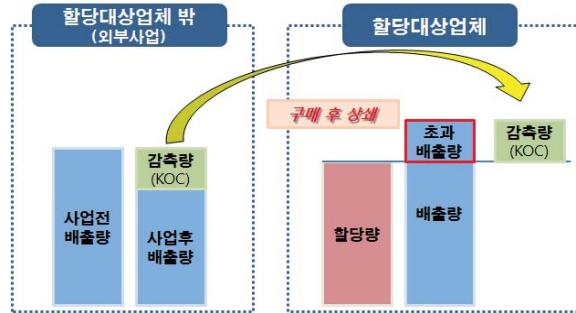 할당대상업체 밖
(외부사업)
할당대상업체
구매 후 상쇄
초과
배출량
감축량
(KOC)
감축량
(KOC)
사업전
배출량
사업후
배출량
할당량
배출량